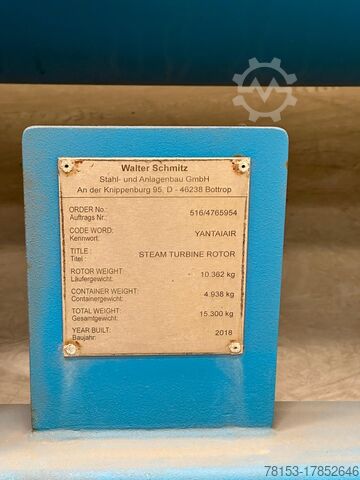 Walter Schmitz
Stahl- und Anlagenbau GmbH
An der Knippenburg 95, D - 46238 Bottrop
ORDER No.: 516/4765954
Auftrags Nr.:
CODE WORD: YANTAIAIR
Kennwort:
TITLE : STEAM TURBINE ROTOR
Titel :
ROTOR WEIGHT: 10.362 kg
Läufergewicht:
CONTAINER WEIGHT: 4.938 kg
Containergewicht:
TOTAL WEIGHT: 15.300 kg
Gesamtgewicht:
YEAR BUILT: 2018
Baujahr:
78153-17852646